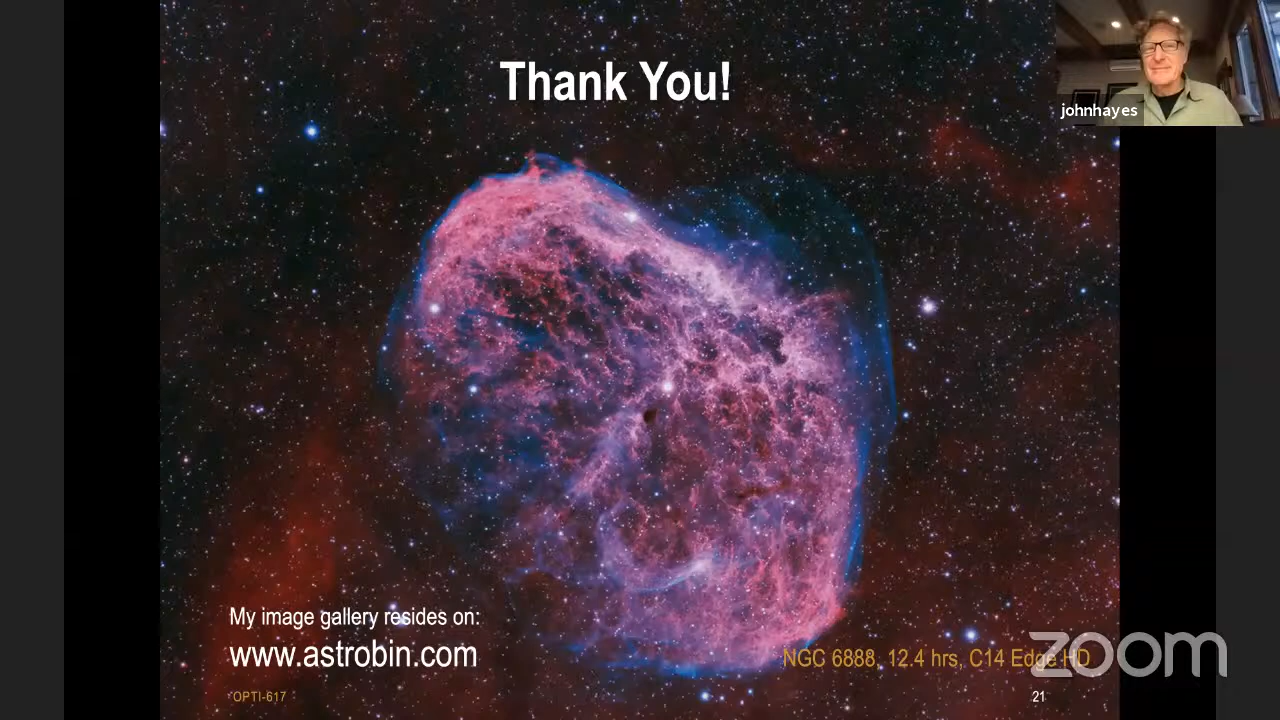 Thank You!
johnhayes
My image gallery resides on:
www.astrobin.com
NGC 6888, 12.4 hrs, C14 Edge HD
OPTI-617
21
zoom